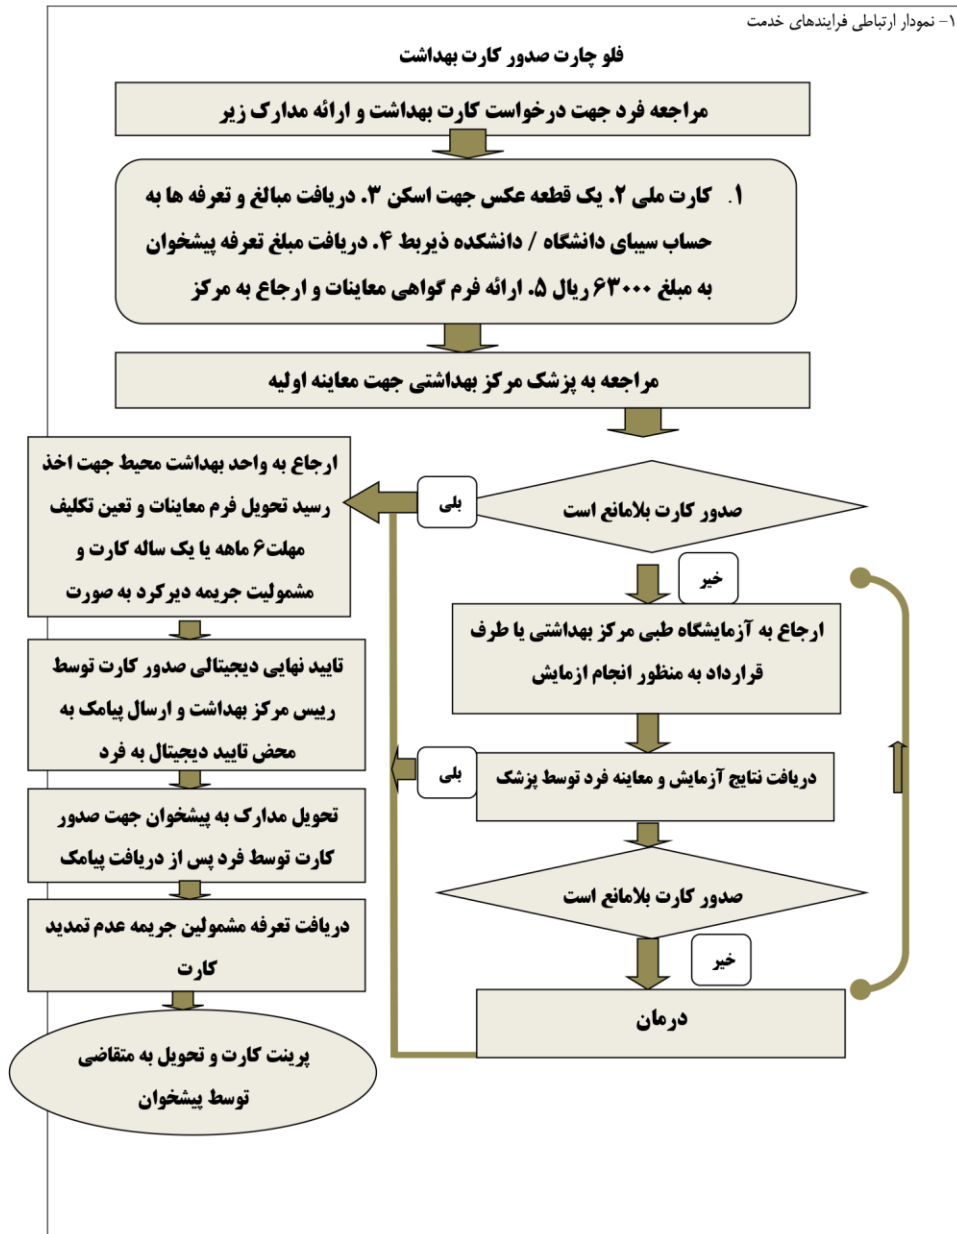 ۱- نمودار ارتباطی فرایندهای خدمت
فلو چارت صدور کارت بهداشت
مراجعه فرد جهت درخواست کارت بهداشت و ارائه مدارک زیر
۱. کارت ملی ۲. یک قطعه عکس جهت اسکن ۳. دریافت مبالغ و تعرفه ها به
حساب سیبای دانشگاه / دانشکده ذیربط ۴. دریافت مبلغ تعرفه پیشخوان
به مبلغ ۶۳۰۰۰ ریال ۵. ارائه فرم گواهی معاینات و ارجاع به مرکز
مراجعه به پزشک مرکز بهداشتی جهت معاینه اولیه
صدور کارت بلامانع است
بلی
ارجاع به واحد بهداشت محیط جهت اخذ
رسید تحویل فرم معاینات و تعین تکلیف
مهلت۶ ماهه یا یک ساله کارت و
مشمولیت جریمه دیرکرد به صورت
خیر
ارجاع به آزمایشگاه طبی مرکز بهداشتی یا طرف
قرارداد به منظور انجام ازمایش
تایید نهایی دیجیتالی صدور کارت توسط
رییس مرکز بهداشت و ارسال پیامک به
محض تایید دیجیتال به فرد
دریافت نتایج آزمایش و معاینه فرد توسط پزشک
بلی
تحویل مدارک به پیشخوان جهت صدور
کارت توسط فرد پس از دریافت پیامک
صدور کارت بلامانع است
دریافت تعرفه مشمولین جریمه عدم تمدید
کارت
خیر
درمان
پرینت کارت و تحویل به متقاضی
توسط پیشخوان